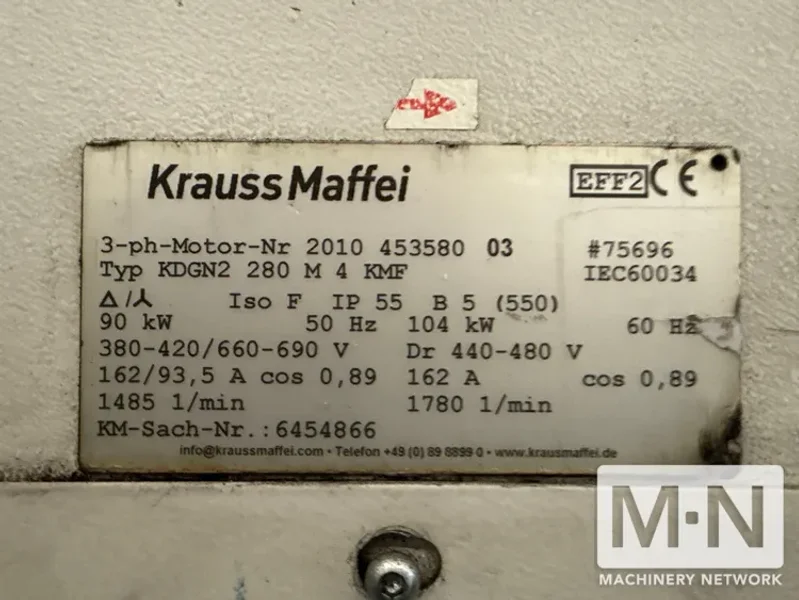 KraussMaffei
EFF2 CE
3-ph-Motor-Nr 2010 453580 03 #75696
Typ KDGN2 280 M 4 KMF IEC60034
Δ/⅄ Iso F IP 55 B 5 (550)
90 kW 50 Hz 104 kW 60 Hz
380-420/660-690 V Dr 440-480 V
162/93,5 A cos 0,89 162 A cos 0,89
1485 1/min 1780 1/min
KM-Sach-Nr.:6454866
info@kraussmaffei.com • Telefon +49 (0) 89 8899-0 • www.krausmaffei.de
M·N
MACHINERY NETWORK